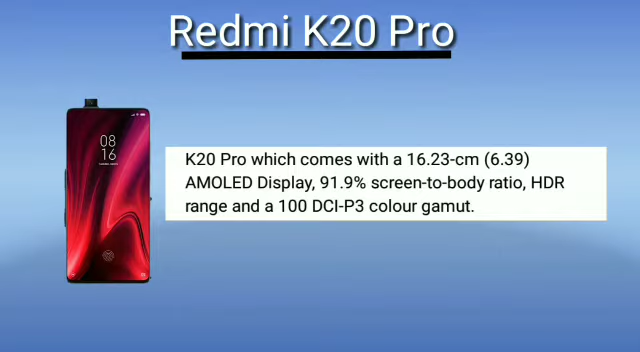 Redmi K20 Pro
08
16
K20 Pro which comes with a 16.23-cm (6.39)
AMOLED Display, 91.9% screen-to-body ratio, HDR
range and a 100 DCI-P3 colour gamut.